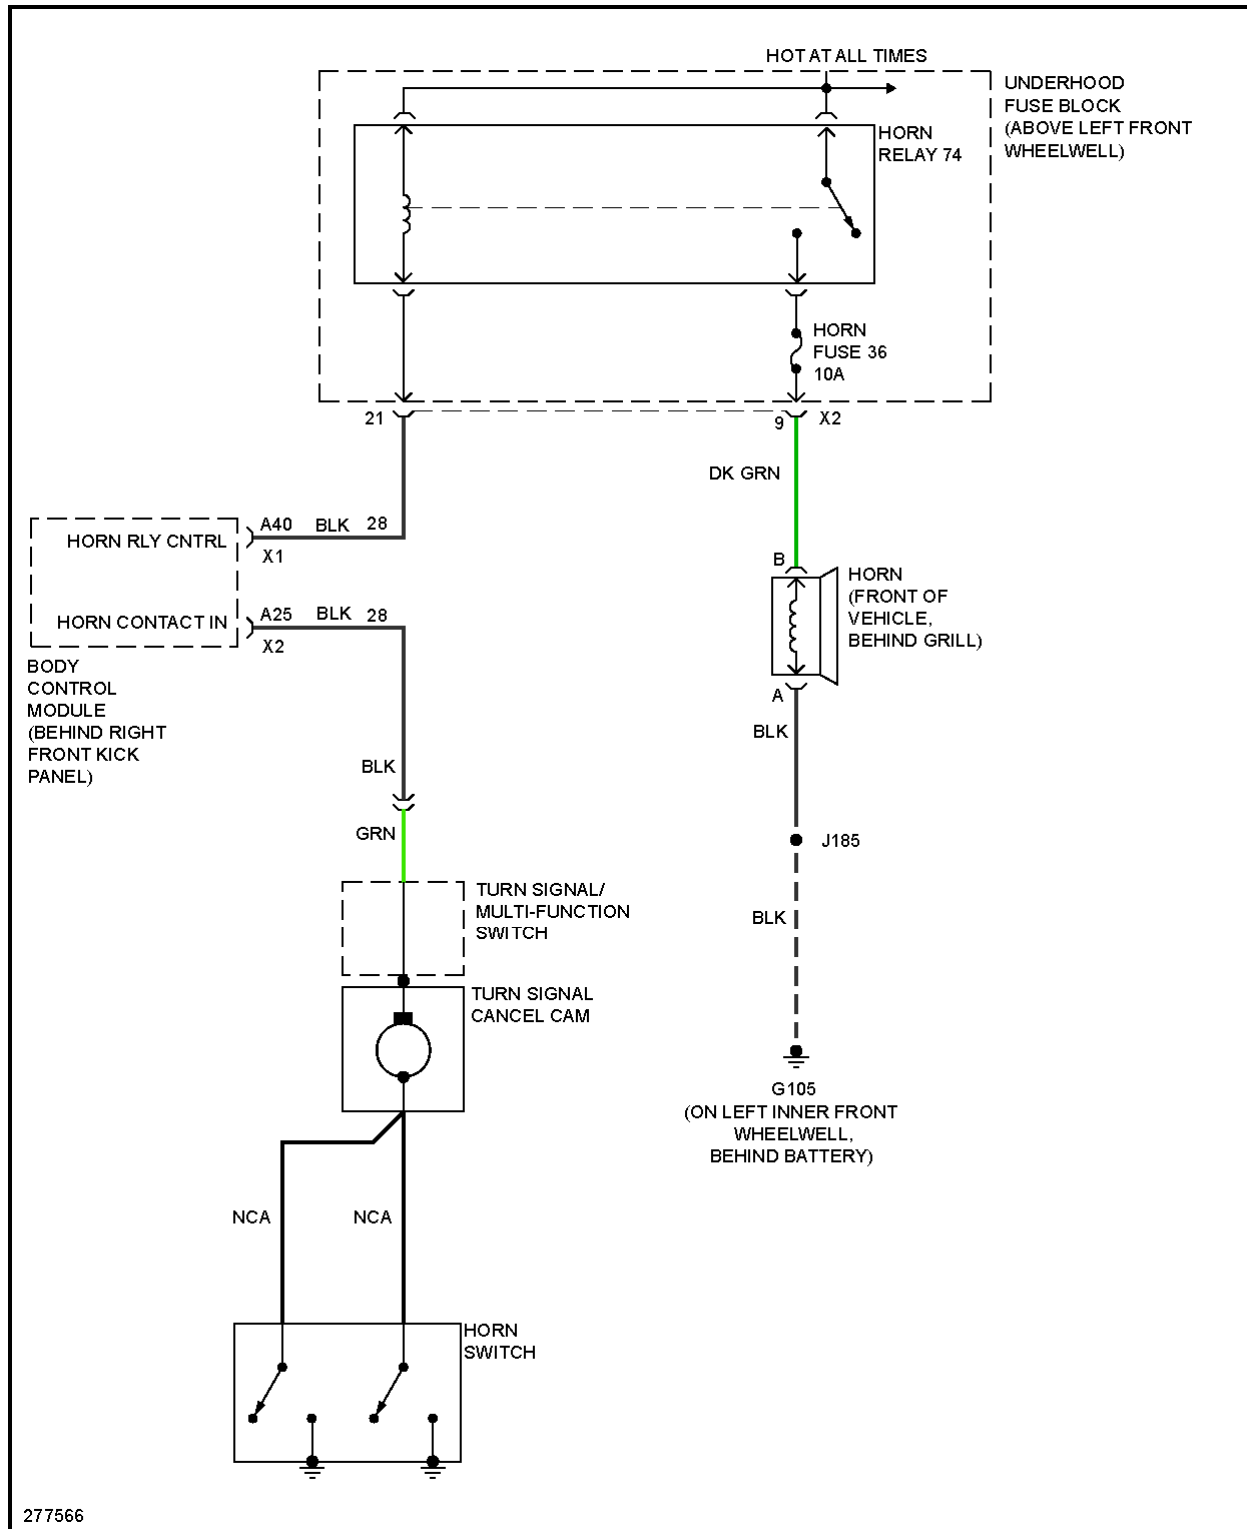 HOT AT ALL TIMES
UNDERHOOD
FUSE BLOCK
(ABOVE LEFT FRONT
WHEELWELL)
HORN
RELAY 74
HORN
FUSE 36
10A
21
9
X2
DK GRN
A40
BLK
28
HORN RLY CNTRL
X1
A25
BLK
28
HORN CONTACT IN
X2
BODY
CONTROL
MODULE
(BEHIND RIGHT
FRONT KICK
PANEL)
B
HORN
(FRONT OF
VEHICLE,
BEHIND GRILL)
A
BLK
BLK
GRN
J185
TURN SIGNAL/
MULTI-FUNCTION
SWITCH
BLK
TURN SIGNAL
CANCEL CAM
G105
(ON LEFT INNER FRONT
WHEELWELL,
BEHIND BATTERY)
NCA
NCA
HORN
SWITCH
277566